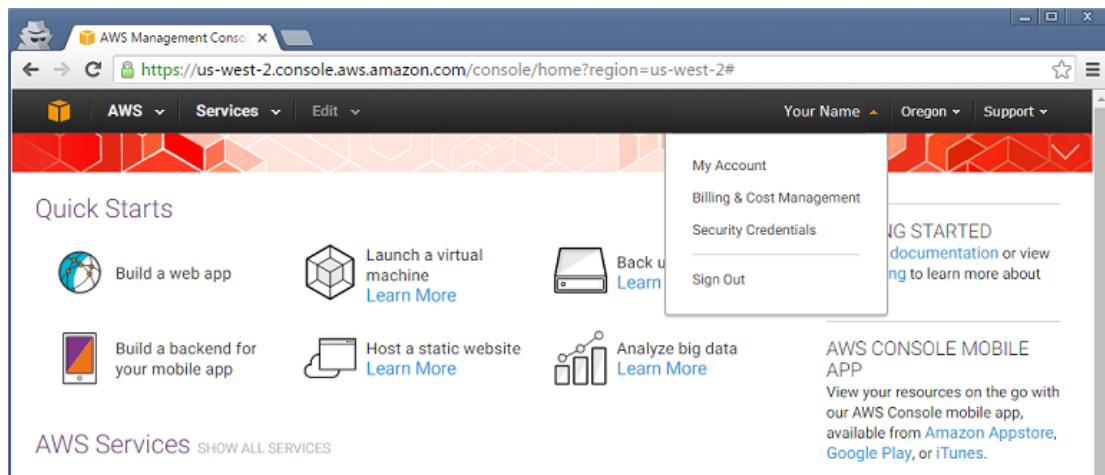 AWS Management Consol
https://us-west-2.console.aws.amazon.com/console/home?region=us-west-2#
AWS Services Edit Your Name Oregon Support
My Account
Billing & Cost Management
Security Credentials
Sign Out
Quick Starts
Build a web app
Launch a virtual
machine
Learn More
Back u
Learn
Build a backend for
your mobile app
Host a static website
Learn More
Analyze big data
Learn More
NG STARTED
documentation or view
ng to learn more about
AWS CONSOLE MOBILE
APP
View your resources on the go with
our AWS Console mobile app,
available from Amazon Appstore,
Google Play, or iTunes.
AWS Services SHOW ALL SERVICES